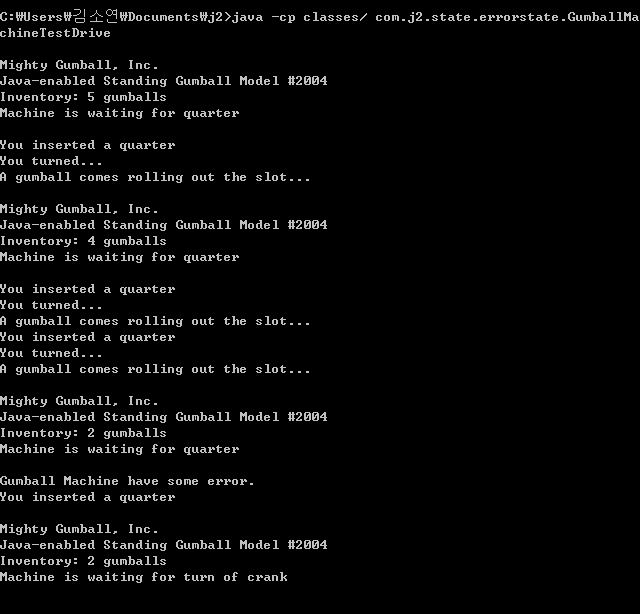 C:₩Users₩김소연₩Documents₩j2>java -cp classes/ com.j2.state.errorstate.GumballMa
chineTestDrive
Mighty Gumball, Inc.
Java-enabled Standing Gumball Model #2004
Inventory: 5 gumballs
Machine is waiting for quarter
You inserted a quarter
You turned...
A gumball comes rolling out the slot...
Mighty Gumball, Inc.
Java-enabled Standing Gumball Model #2004
Inventory: 4 gumballs
Machine is waiting for quarter
You inserted a quarter
You turned...
A gumball comes rolling out the slot...
You inserted a quarter
You turned...
A gumball comes rolling out the slot...
Mighty Gumball, Inc.
Java-enabled Standing Gumball Model #2004
Inventory: 2 gumballs
Machine is waiting for quarter
Gumball Machine have some error.
You inserted a quarter
Mighty Gumball, Inc.
Java-enabled Standing Gumball Model #2004
Inventory: 2 gumballs
Machine is waiting for turn of crank